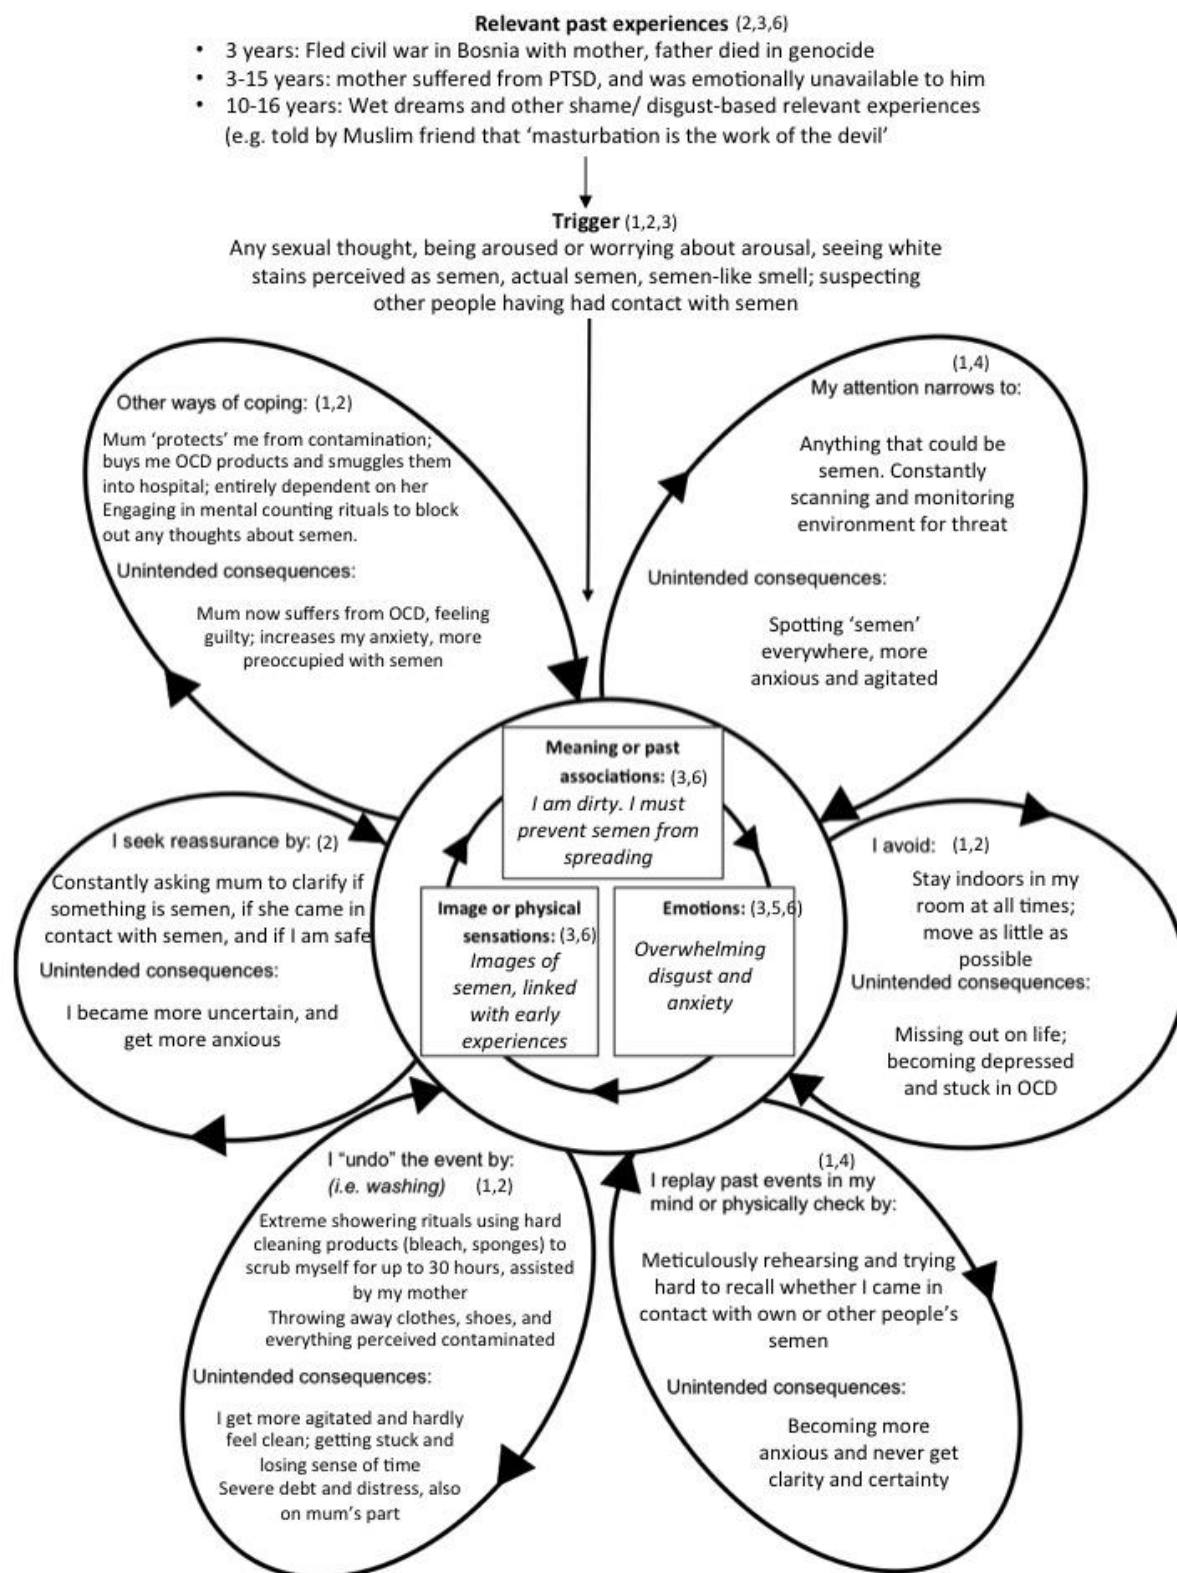 Relevant past experiences (2,3,6)
• 3 years: Fled civil war in Bosnia with mother, father died in genocide
• 3-15 years: mother suffered from PTSD, and was emotionally unavailable to him
• 10-16 years: Wet dreams and other shame/ disgust-based relevant experiences
(e.g. told by Muslim friend that ‘masturbation is the work of the devil’
Trigger (1,2,3)
Any sexual thought, being aroused or worrying about arousal, seeing white
stains perceived as semen, actual semen, semen-like smell; suspecting
other people having had contact with semen
Other ways of coping: (1,2)
Mum ‘protects’ me from contamination;
buys me OCD products and smuggles them
into hospital; entirely dependent on her
Engaging in mental counting rituals to block
out any thoughts about semen.
Unintended consequences:
Mum now suffers from OCD, feeling
guilty; increases my anxiety, more
preoccupied with semen
(1,4)
My attention narrows to:
Anything that could be
semen. Constantly
scanning and monitoring
environment for threat
Unintended consequences:
Spotting ‘semen’
everywhere, more
anxious and agitated
Meaning or past
associations: (3,6)
I am dirty. I must
prevent semen from
spreading
Image or physical
sensations: (3,6)
Images of
semen, linked
with early
experiences
Emotions: (3,5,6)
Overwhelming
disgust and
anxiety
I seek reassurance by: (2)
Constantly asking mum to clarify if
something is semen, if she came in
contact with semen, and if I am safe
Unintended consequences:
I became more uncertain, and
get more anxious
I avoid: (1,2)
Stay indoors in my
room at all times;
move as little as
possible
Unintended consequences:
Missing out on life;
becoming depressed
and stuck in OCD
I “undo” the event by:
(i.e. washing) (1,2)
Extreme showering rituals using hard
cleaning products (bleach, sponges) to
scrub myself for up to 30 hours, assisted
by my mother
Throwing away clothes, shoes, and
everything perceived contaminated
Unintended consequences:
I get more agitated and hardly
feel clean; getting stuck and
losing sense of time
Severe debt and distress, also
on mum’s part
(1,4)
I replay past events in my
mind or physically check by:
Meticulously rehearsing and trying
hard to recall whether I came in
contact with own or other people’s
semen
Unintended consequences:
Becoming more
anxious and never get
clarity and certainty